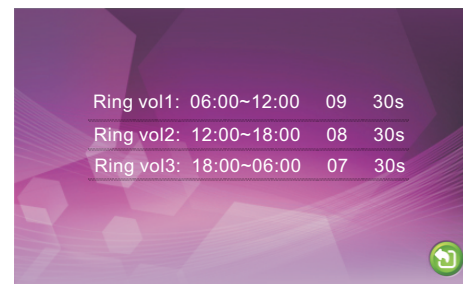 Ring vol1: 06:00~12:00 09 30s
Ring vol2: 12:00~18:00 08 30s
Ring vol3: 18:00~06:00 07 30s